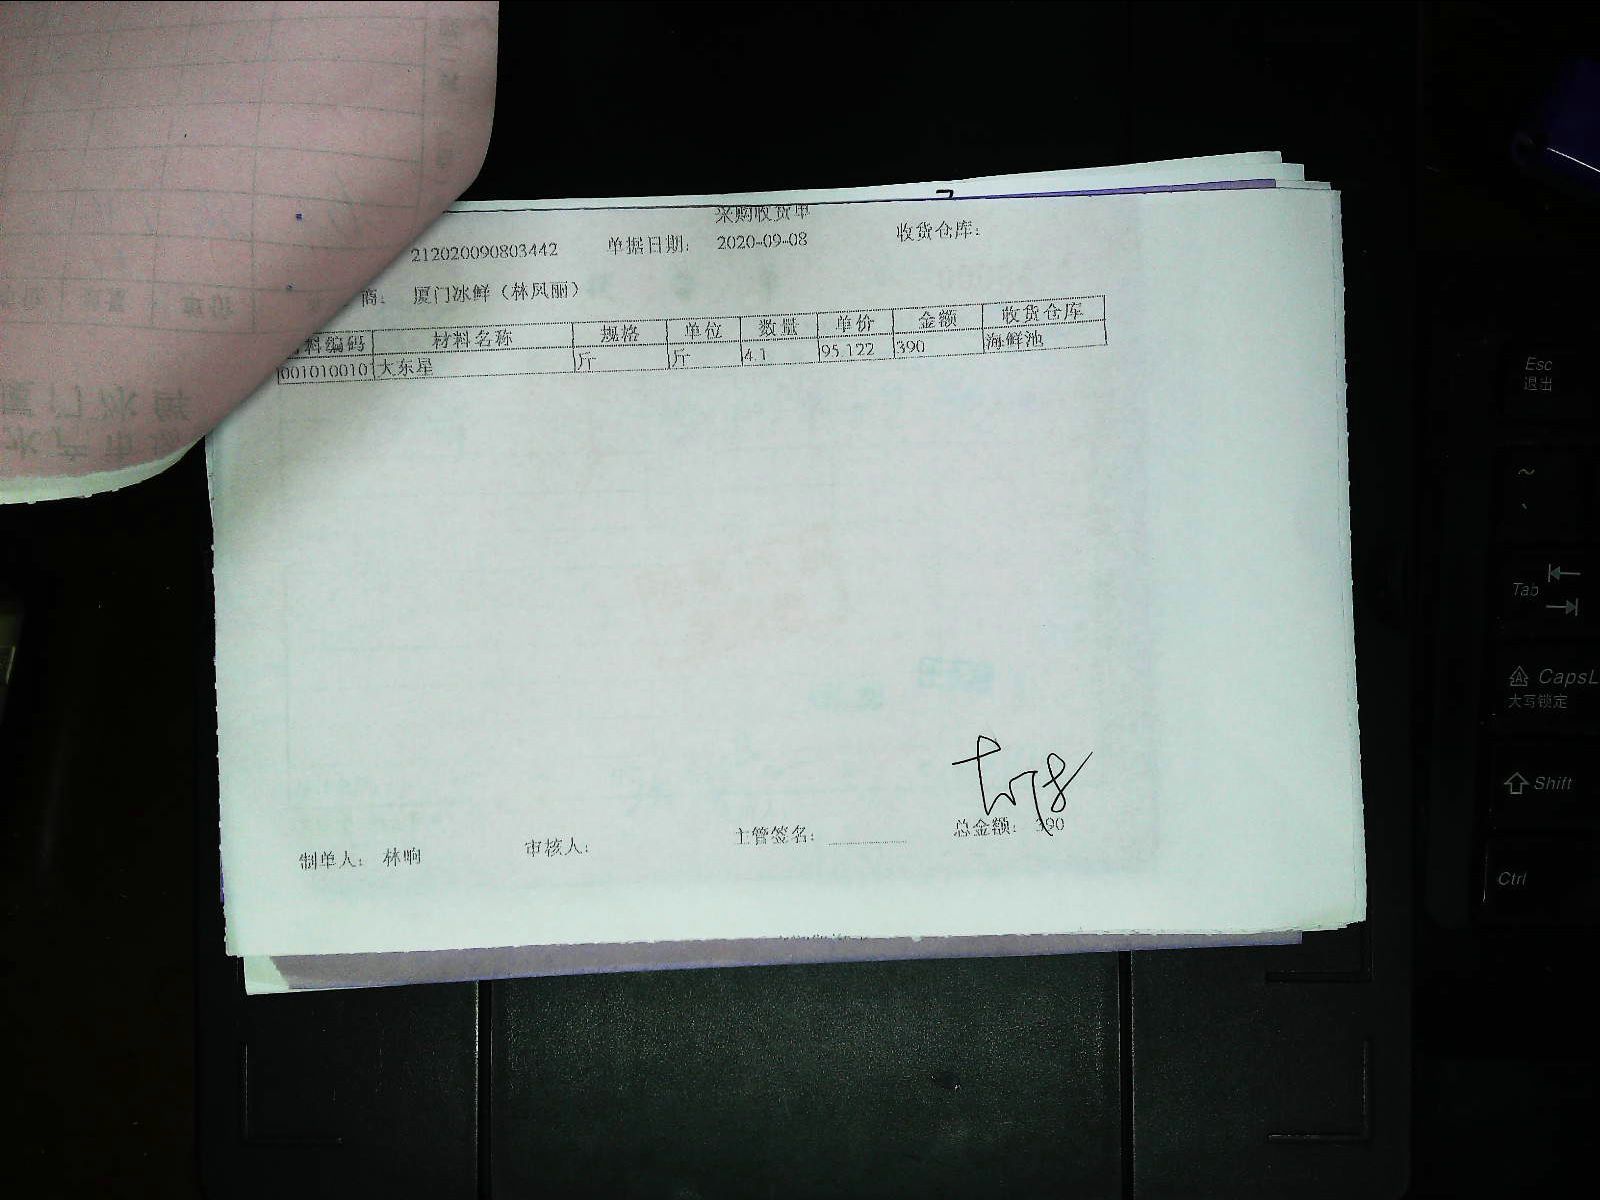 采购收货单
212020090803442 单据日期: 2020-09-08 收货仓库:
商: 厦门冰鲜（林凤丽）
料编码 材料名称 规格 单位 数量 单价 金额 收货仓库
001010010 大东星 斤 斤 4.1 95.122 390 海鲜池
制单人: 林响 审核人: 主管签名: 总金额: 390
Esc
退出
~
Tab
CapsL
大写锁定
Shift
Ctrl